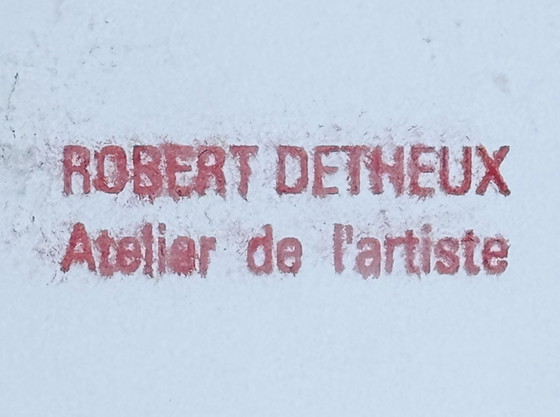 ROBERT DETHEUX
Atelier de l'artiste